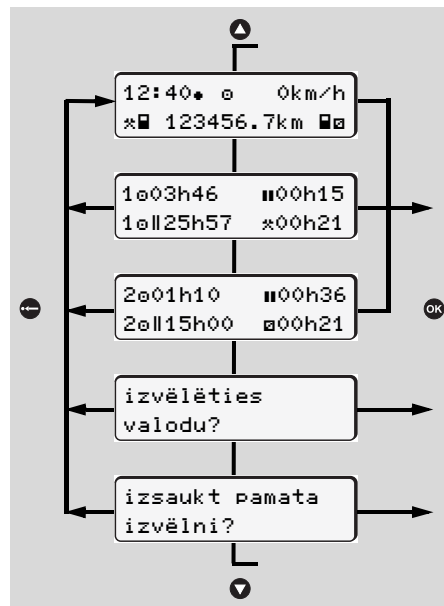 12:40• ⊙ 0km/h
⚒ 123456.7km
1⊙03h46 00h15
1⊙‖25h57 ⚒00h21
2⊙01h10 00h36
2⊙‖15h00 ⧄00h21
OK
izvēlēties
valodu?
izsaukt pamata
izvēlni?